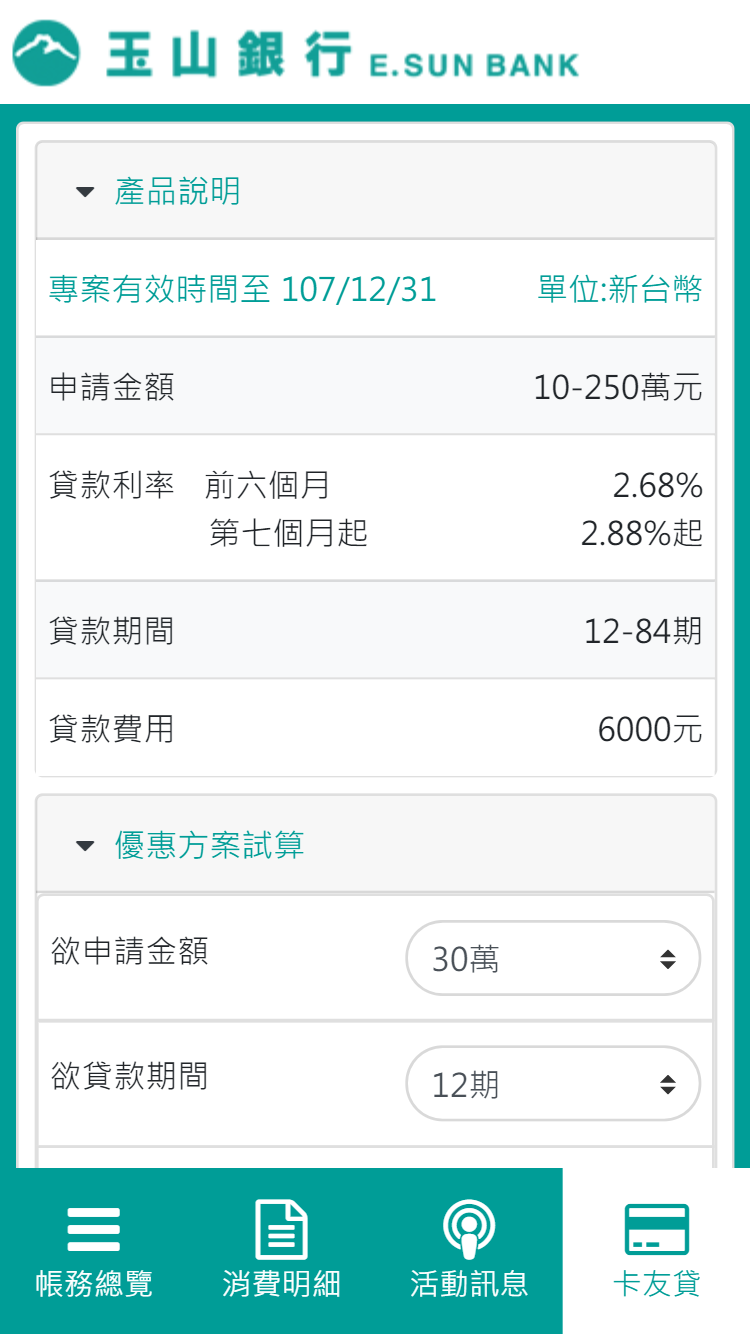 玉山銀行 E.SUN BANK
產品說明
專案有效時間至 107/12/31 單位:新台幣
申請金額 10-250萬元
貸款利率 前六個月 2.68%
第七個月起 2.88%起
貸款期間 12-84期
貸款費用 6000元
優惠方案試算
欲申請金額 30萬
欲貸款期間 12期
帳務總覽 消費明細 活動訊息 卡友貸